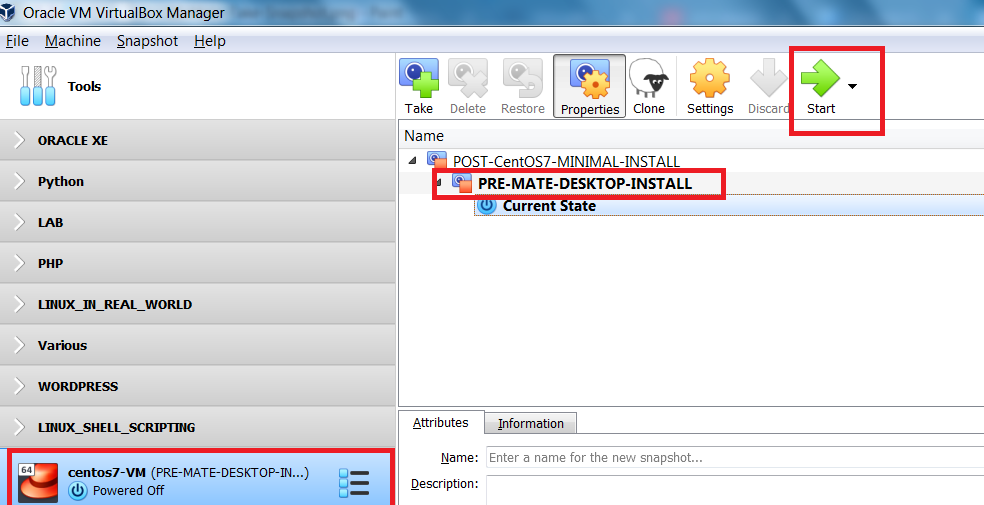 Oracle VM VirtualBox Manager
File Machine Snapshot Help
Tools
Take Delete Restore Properties Clone Settings Discard Start
ORACLE XE
Python
LAB
PHP
LINUX_IN_REAL_WORLD
Various
WORDPRESS
LINUX_SHELL_SCRIPTING
64
centos7-VM (PRE-MATE-DESKTOP-IN...)
Powered Off
Name
POST-CentOS7-MINIMAL-INSTALL
PRE-MATE-DESKTOP-INSTALL
Current State
Attributes Information
Name: Enter a name for the new snapshot...
Description: